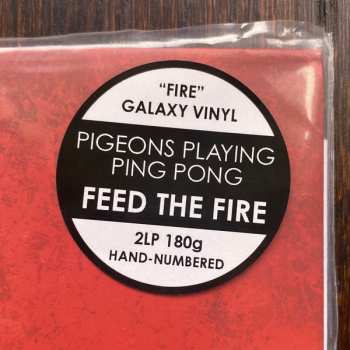 “FIRE”
GALAXY VINYL
PIGEONS PLAYING
PING PONG
FEED THE FIRE
2LP 180g
HAND-NUMBERED